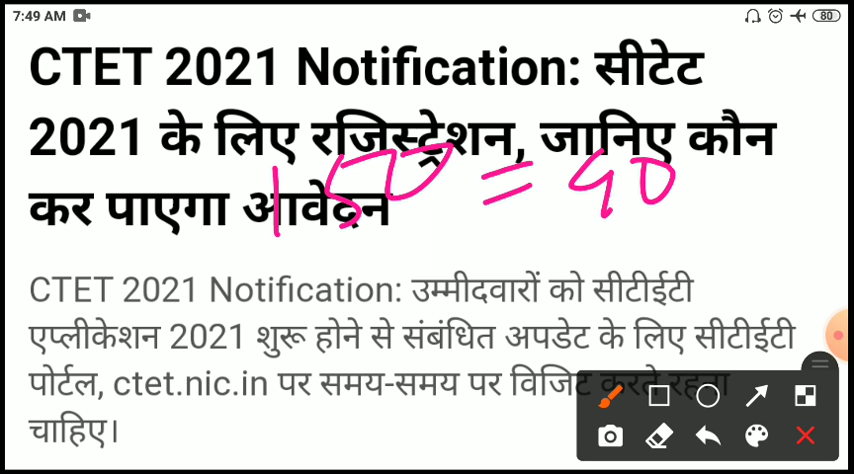 7:49 AM
80
CTET 2021 Notification: सीटेट
2021 के लिए रजिस्ट्रेशन, जानिए कौन
कर पाएगा आवेदन
150 = 90
CTET 2021 Notification: उम्मीदवारों को सीटीईटी
एप्लीकेशन 2021 शुरू होने से संबंधित अपडेट के लिए सीटीईटी
पोर्टल, ctet.nic.in पर समय-समय पर विजिट करते रहना
चाहिए।